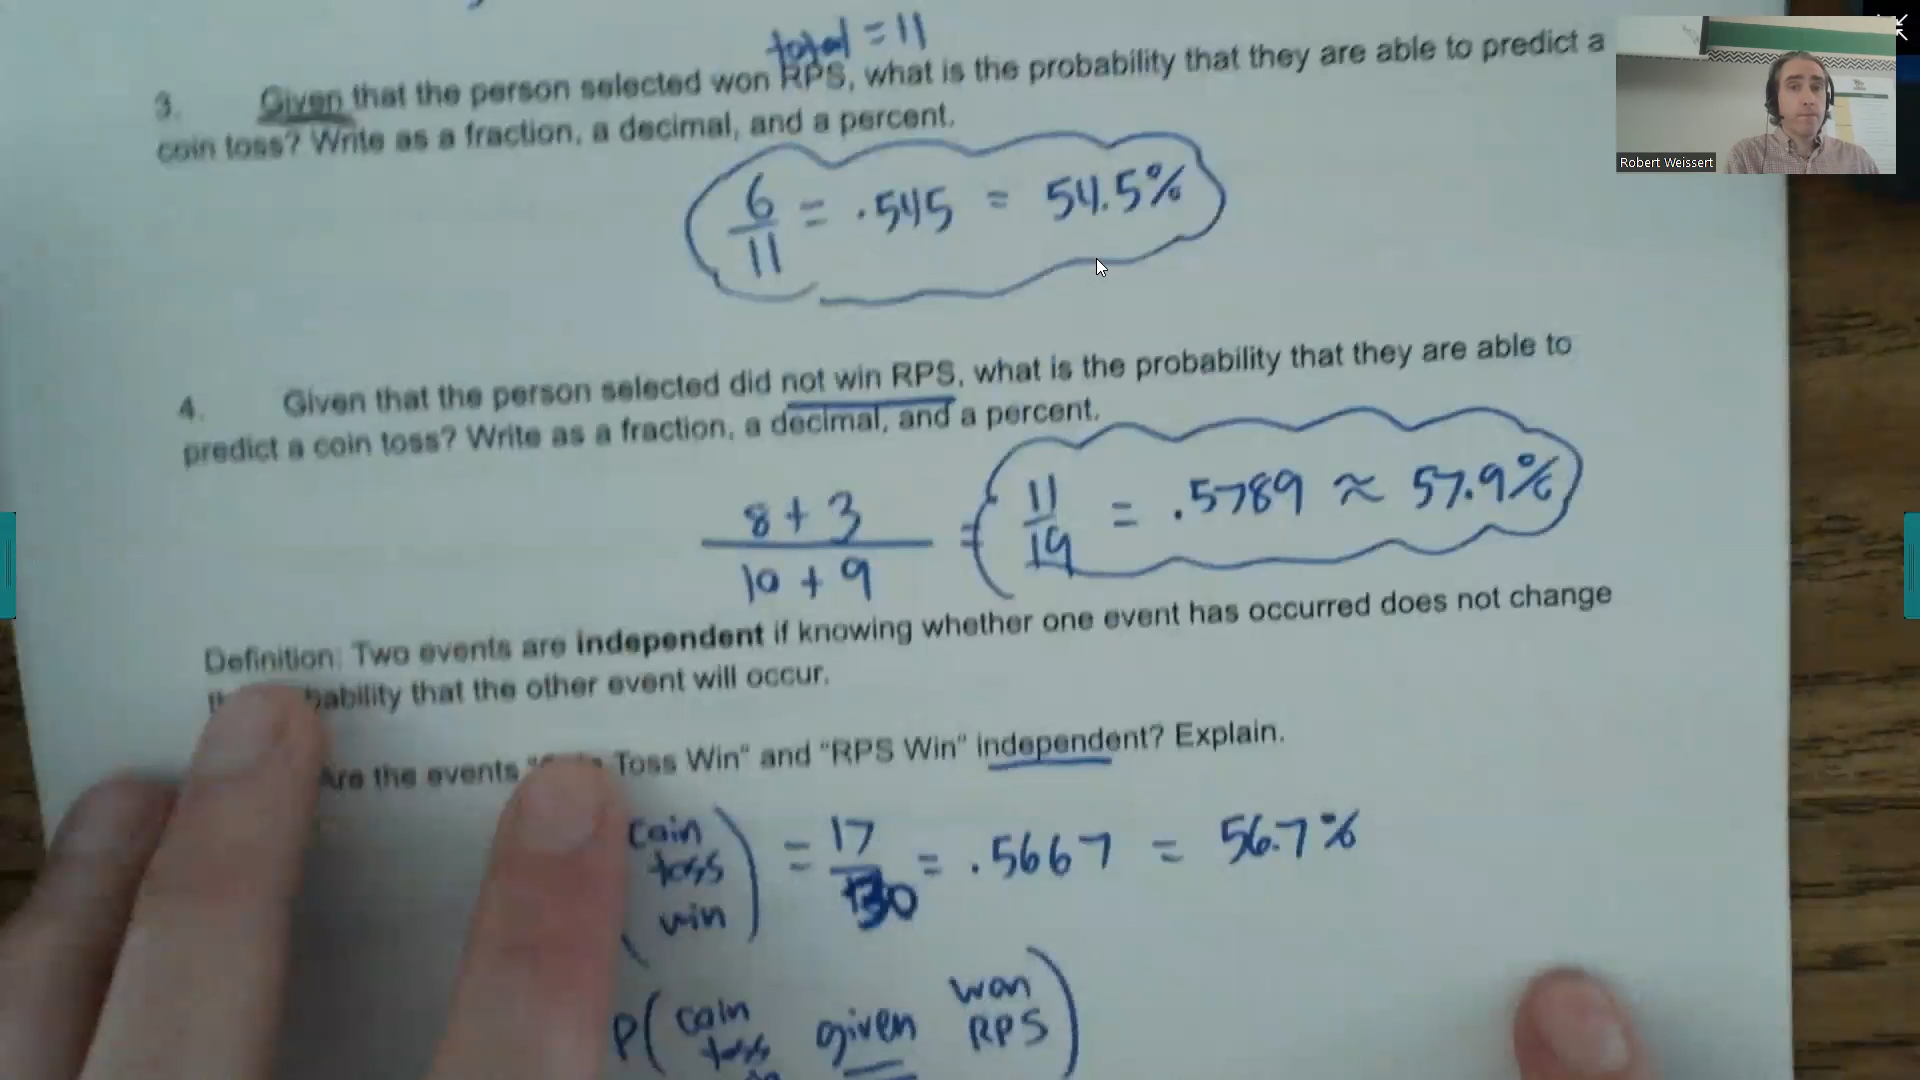 total = 11
3. Given that the person selected won RPS, what is the probability that they are able to predict a
coin toss? Write as a fraction, a decimal, and a percent.
6/11 = .545 = 54.5%
4. Given that the person selected did not win RPS, what is the probability that they are able to
predict a coin toss? Write as a fraction, a decimal, and a percent.
8 + 3
10 + 9
= 11/19 = .5789 ≈ 57.9%
Definition: Two events are independent if knowing whether one event has occurred does not change
bability that the other event will occur.
Are the events " Toss Win" and "RPS Win" independent? Explain.
(coin toss win) = 17/30 = .5667 = 56.7%
P(coin toss given won RPS)
Robert Weissert